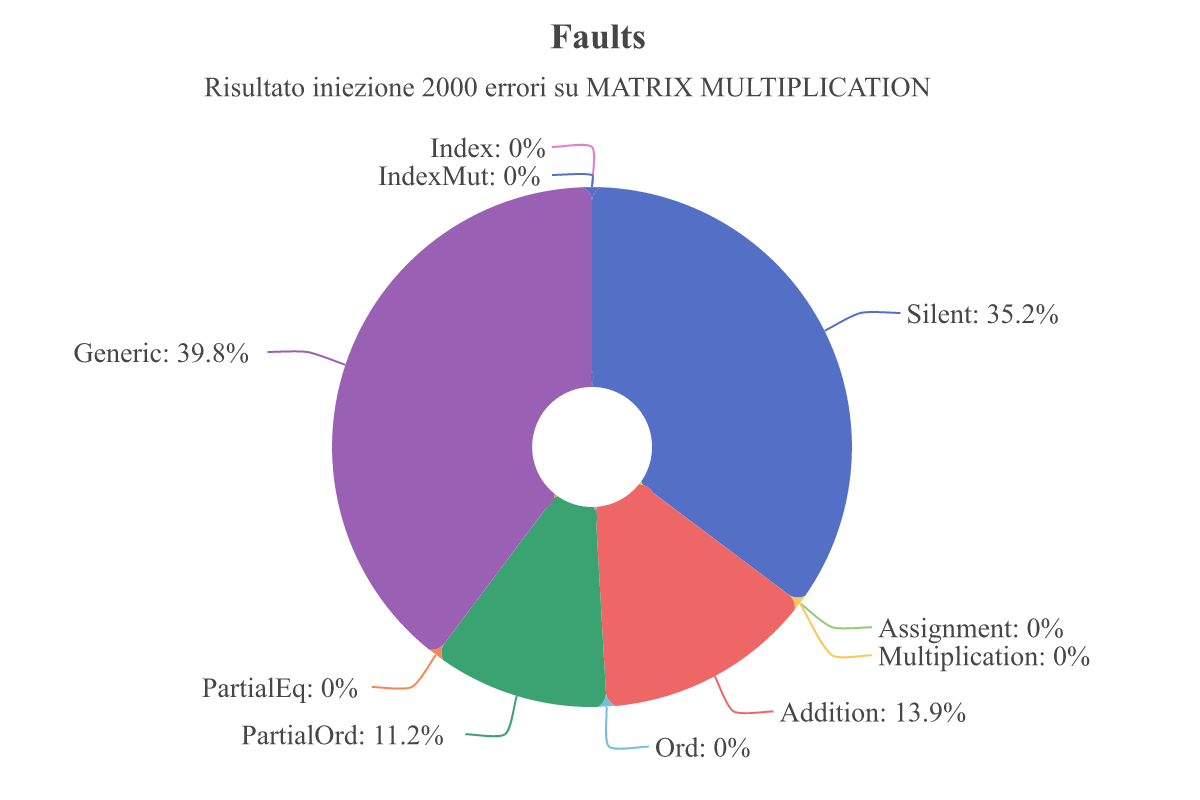 Faults
Risultato iniezione 2000 errori su MATRIX MULTIPLICATION
Index: 0%
IndexMut: 0%
Silent: 35.2%
Generic: 39.8%
Assignment: 0%
Multiplication: 0%
PartialEq: 0%
Addition: 13.9%
PartialOrd: 11.2%
Ord: 0%